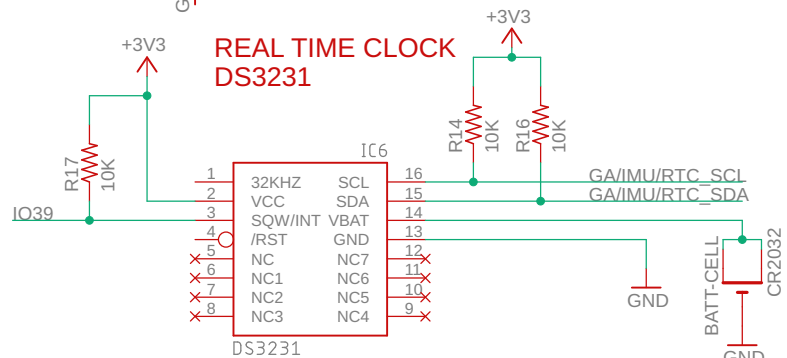 G
+3V3
+3V3
REAL TIME CLOCK
DS3231
R17
10K
R14
10K
R16
10K
IC6
1 32KHZ SCL 16
2 VCC SDA 15
3 SQW/INT VBAT 14
4 /RST GND 13
5 NC NC7 12
6 NC1 NC6 11
7 NC2 NC5 10
8 NC3 NC4 9
GA/IMU/RTC_SCL
GA/IMU/RTC_SDA
IO39
BATT-CELL
CR2032
GND
DS3231
GND